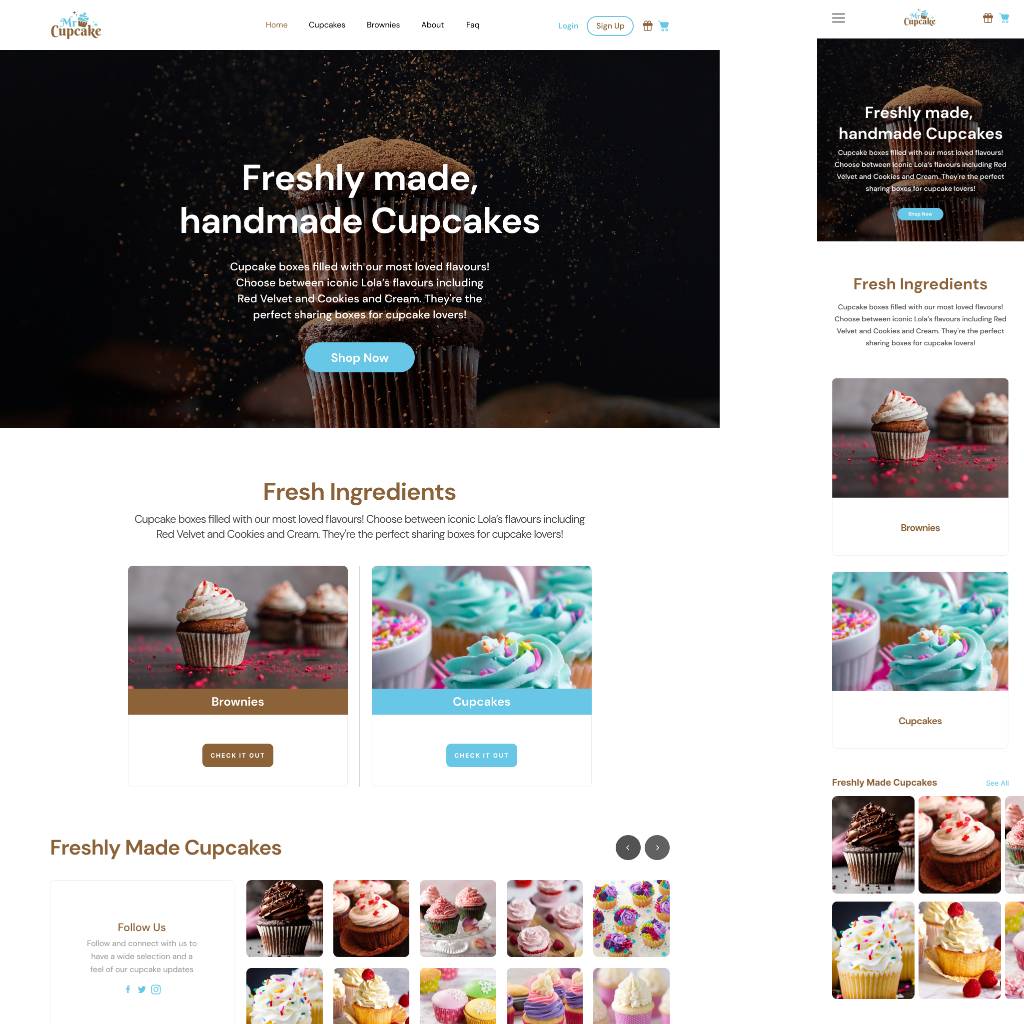 Mr
Cupcake
Home Cupcakes Brownies About Faq
Login Sign Up
Freshly made,
handmade Cupcakes
Cupcake boxes filled with our most loved flavours!
Choose between iconic Lola's flavours including
Red Velvet and Cookies and Cream. They're the
perfect sharing boxes for cupcake lovers!
Shop Now
Fresh Ingredients
Cupcake boxes filled with our most loved flavours! Choose between iconic Lola's flavours including
Red Velvet and Cookies and Cream. They're the perfect sharing boxes for cupcake lovers!
Brownies
CHECK IT OUT
Cupcakes
CHECK IT OUT
Freshly Made Cupcakes
Follow Us
Follow and connect with us to
have a wide selection and a
feel of our cupcake updates
Mr
Cupcake
Freshly made,
handmade Cupcakes
Cupcake boxes filled with our most loved flavours!
Choose between iconic Lola's flavours including Red
Velvet and Cookies and Cream. They're the perfect
sharing boxes for cupcake lovers!
Shop Now
Fresh Ingredients
Cupcake boxes filled with our most loved flavours!
Choose between iconic Lola's flavours including Red
Velvet and Cookies and Cream. They're the perfect
sharing boxes for cupcake lovers!
Brownies
Cupcakes
Freshly Made Cupcakes See All